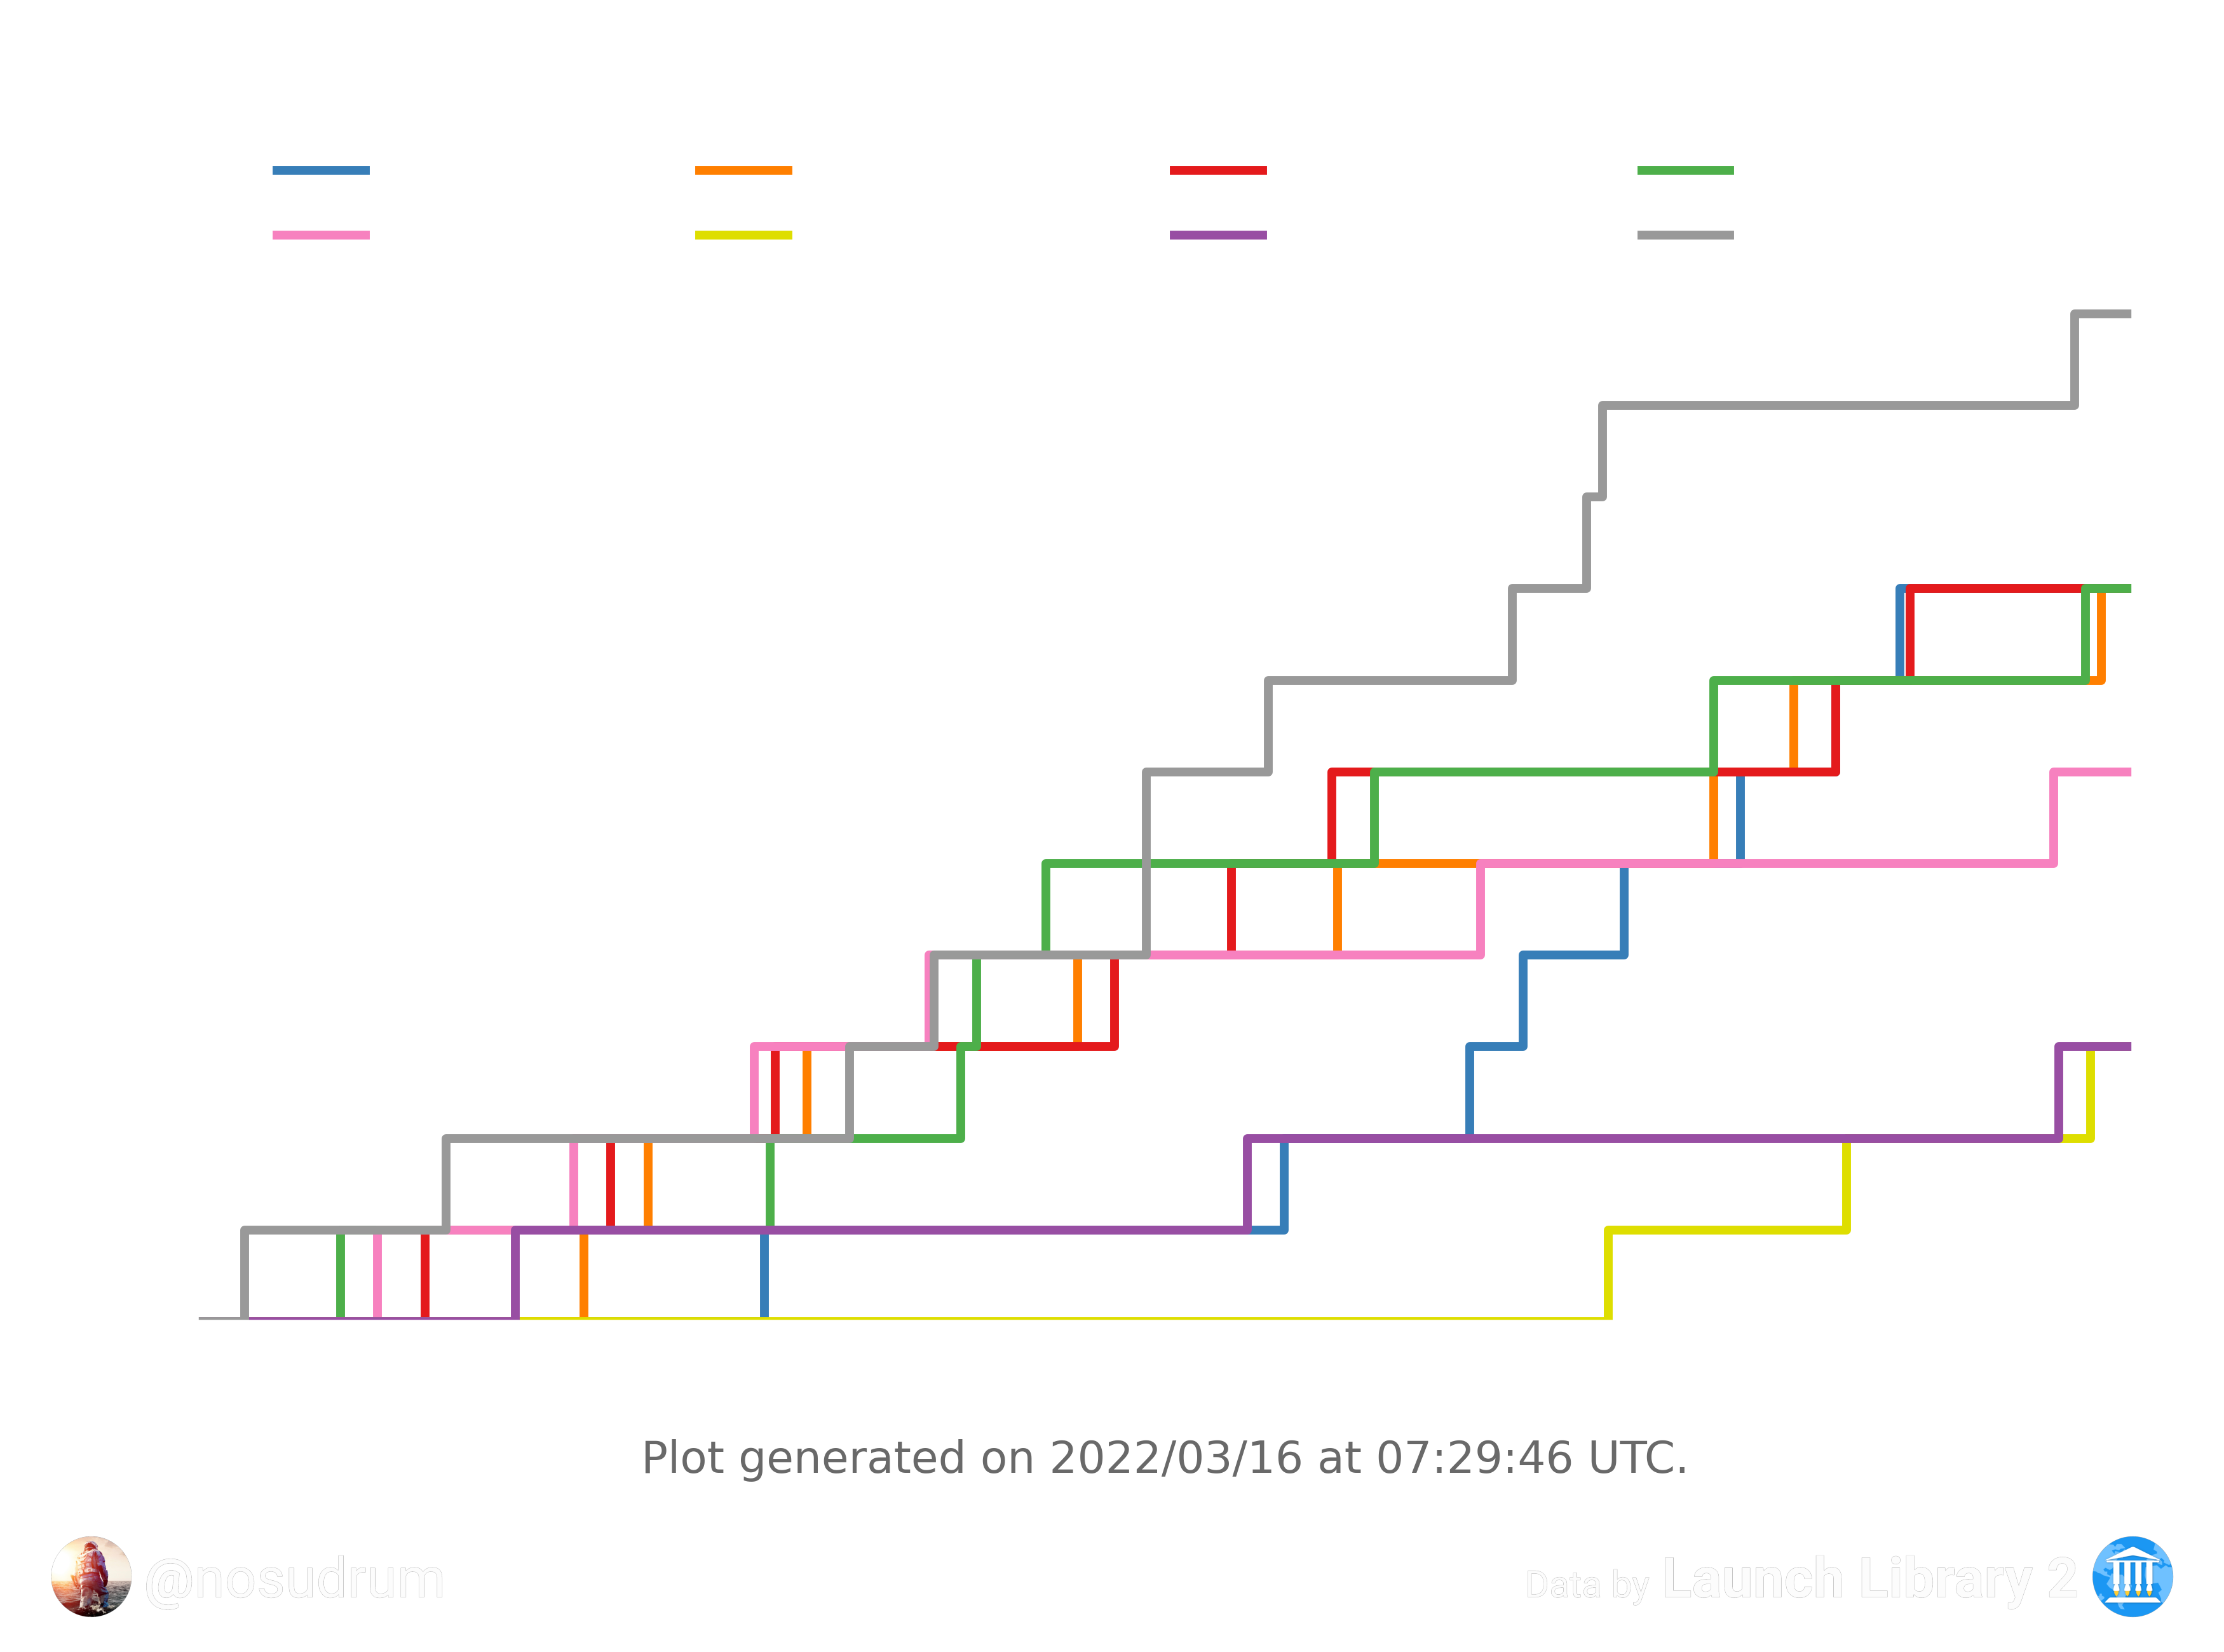 Plot generated on 2022/03/16 at 07:29:46 UTC.
@nosudrum
Data by Launch Library 2